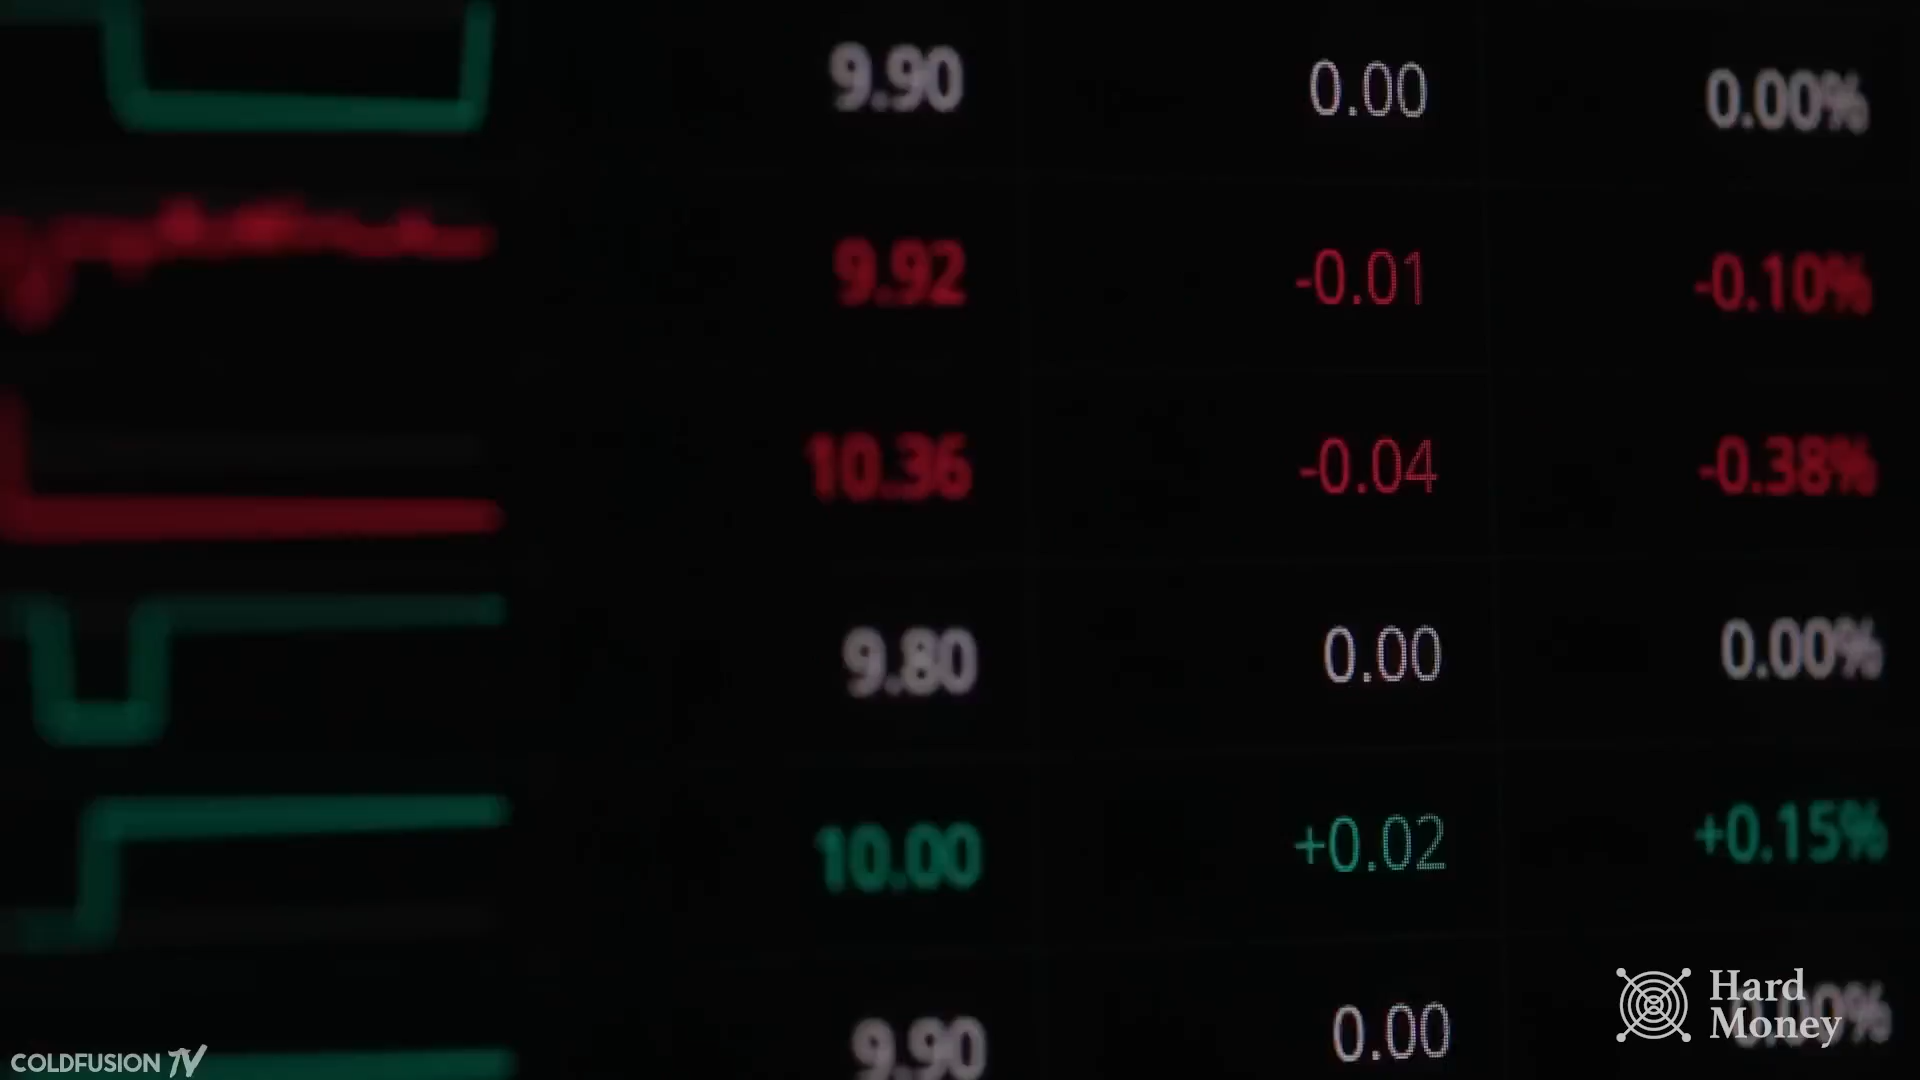 9.90 0.00 0.00%
9.92 -0.01 -0.10%
10.36 -0.04 -0.38%
9.80 0.00 0.00%
10.00 +0.02 +0.15%
9.90 0.00 0.00%
Hard
Money
COLDFUSION TV